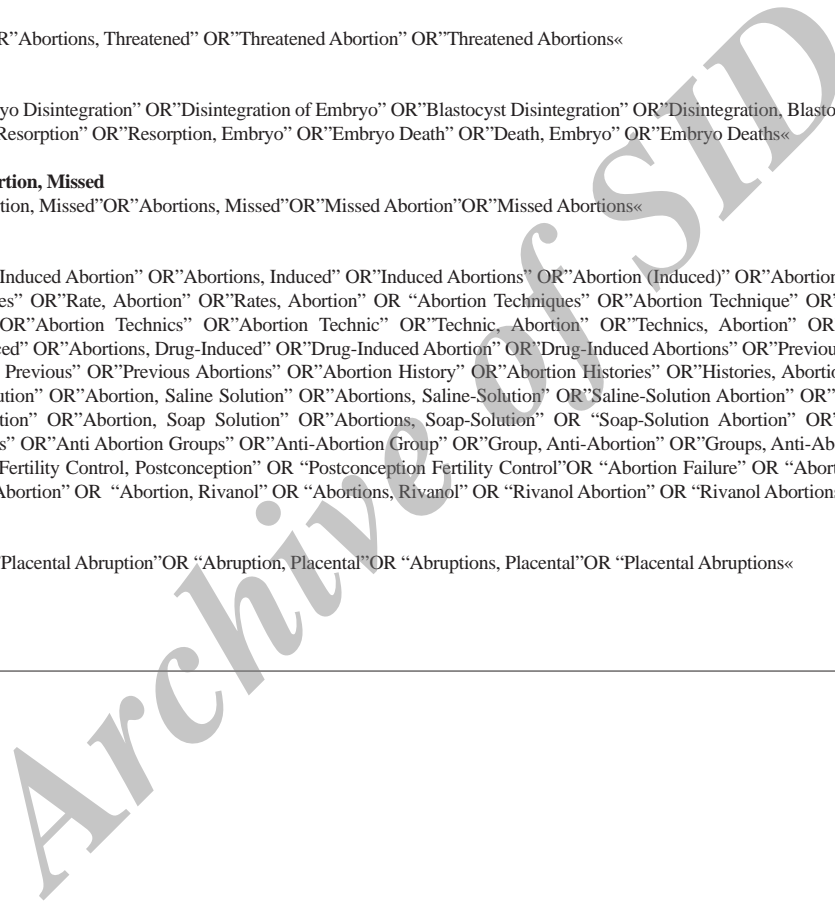 R”Abortions, Threatened” OR”Threatened Abortion” OR”Threatened Abortions«
yo Disintegration” OR”Disintegration of Embryo” OR”Blastocyst Disintegration” OR”Disintegration, Blasto
Resorption” OR”Resorption, Embryo” OR”Embryo Death” OR”Death, Embryo” OR”Embryo Deaths«
rtion, Missed
tion, Missed”OR”Abortions, Missed”OR”Missed Abortion”OR”Missed Abortions«
Induced Abortion” OR”Abortions, Induced” OR”Induced Abortions” OR”Abortion (Induced)” OR”Abortion
es” OR”Rate, Abortion” OR”Rates, Abortion” OR “Abortion Techniques” OR”Abortion Technique” OR”
OR”Abortion Technics” OR”Abortion Technic” OR”Technic, Abortion” OR”Technics, Abortion” OR
ced” OR”Abortions, Drug-Induced” OR”Drug-Induced Abortion” OR”Drug-Induced Abortions” OR”Previou
Previous” OR”Previous Abortions” OR”Abortion History” OR”Abortion Histories” OR”Histories, Abortio
ution” OR”Abortion, Saline Solution” OR”Abortions, Saline-Solution” OR”Saline-Solution Abortion” OR”
tion” OR”Abortion, Soap Solution” OR”Abortions, Soap-Solution” OR “Soap-Solution Abortion” OR”
s” OR”Anti Abortion Groups” OR”Anti-Abortion Group” OR”Group, Anti-Abortion” OR”Groups, Anti-Ab
Fertility Control, Postconception” OR “Postconception Fertility Control”OR “Abortion Failure” OR “Abort
Abortion” OR “Abortion, Rivanol” OR “Abortions, Rivanol” OR “Rivanol Abortion” OR “Rivanol Abortion
”Placental Abruption”OR “Abruption, Placental”OR “Abruptions, Placental”OR “Placental Abruptions«
Archive of SID